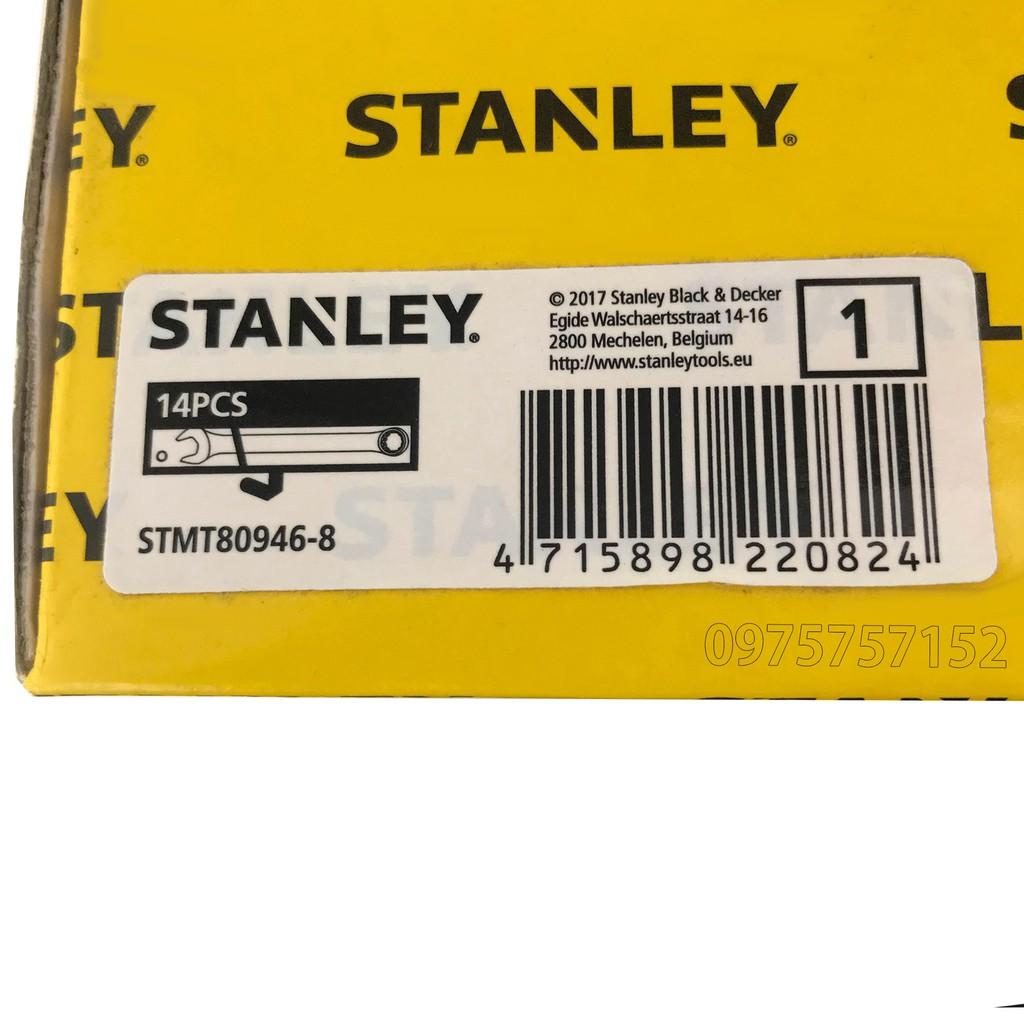 STANLEY®
EY.®
STANLEY®
© 2017 Stanley Black & Decker
Egide Walschaertsstraat 14-16
2800 Mechelen, Belgium
http://www.stanleytools.eu
1
14PCS
STMT80946-8
4 715898 220824
0975757152